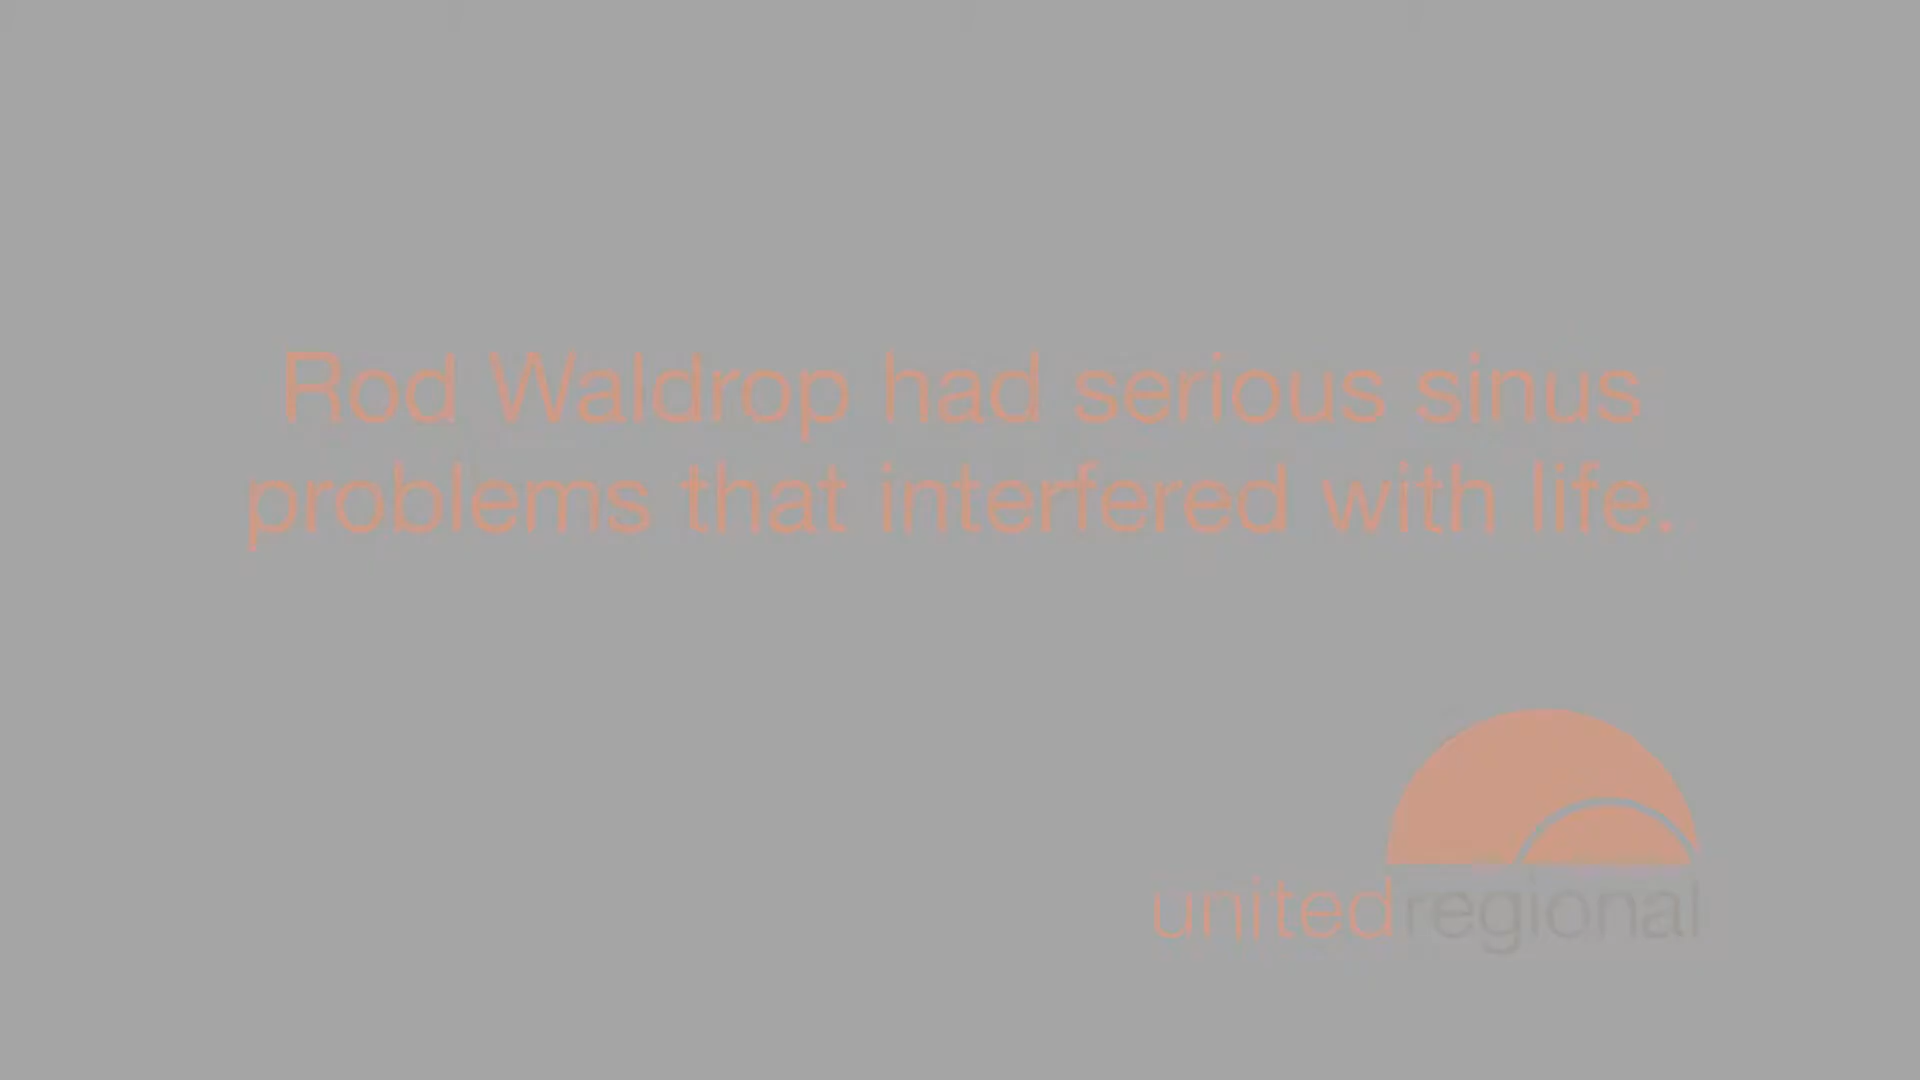 Rod Waldrop had serious sinus
problems that interfered with life.
unitedregional